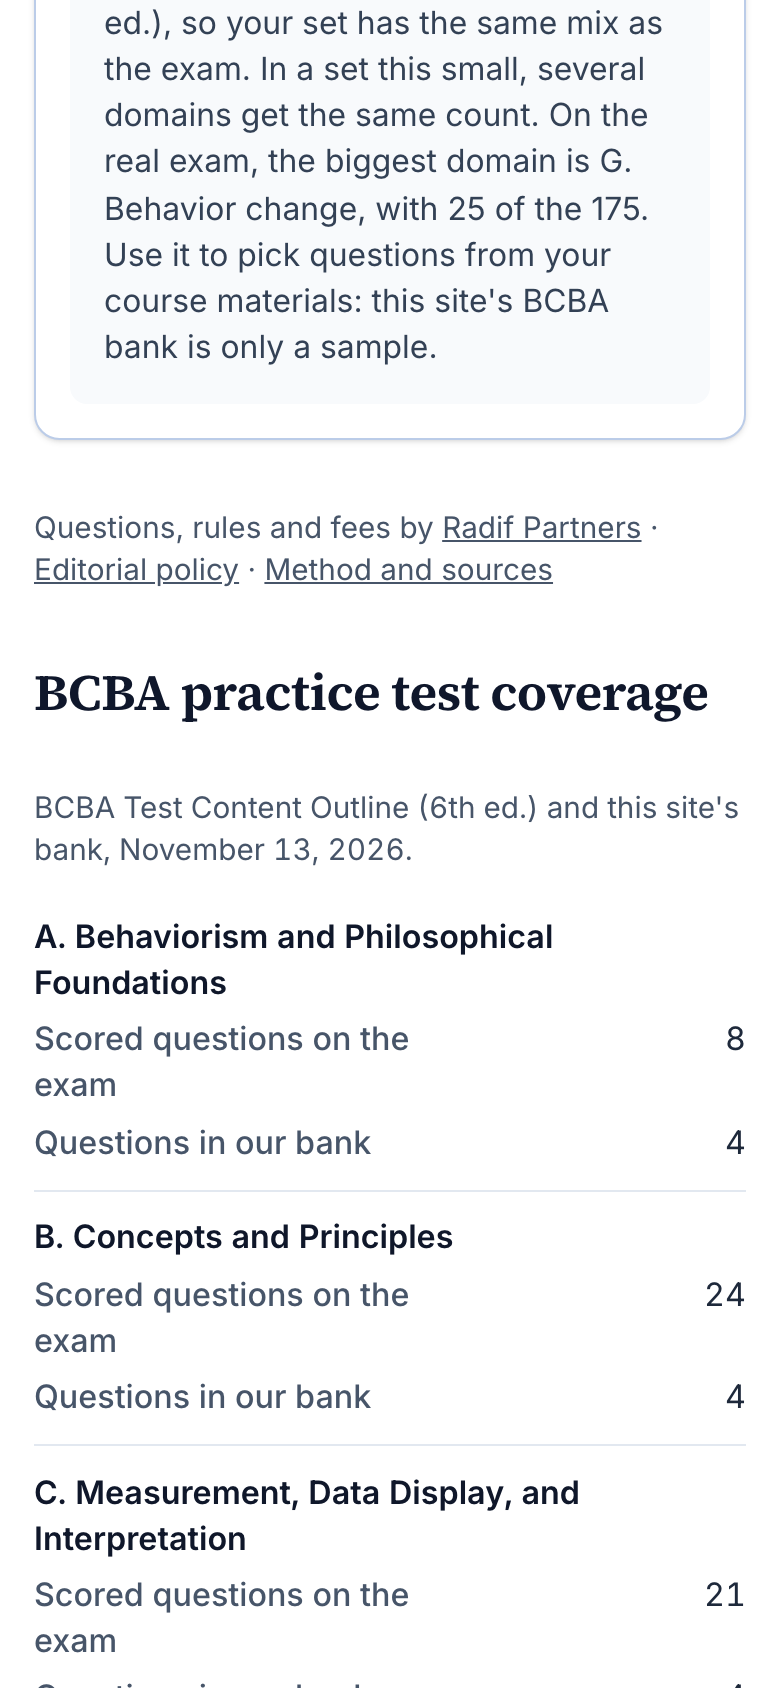 ed.), so your set has the same mix as
the exam. In a set this small, several
domains get the same count. On the
real exam, the biggest domain is G.
Behavior change, with 25 of the 175.
Use it to pick questions from your
course materials: this site's BCBA
bank is only a sample.
Questions, rules and fees by Radif Partners ·
Editorial policy · Method and sources
BCBA practice test coverage
BCBA Test Content Outline (6th ed.) and this site's
bank, November 13, 2026.
A. Behaviorism and Philosophical
Foundations
Scored questions on the
exam
8
Questions in our bank
4
B. Concepts and Principles
Scored questions on the
exam
24
Questions in our bank
4
C. Measurement, Data Display, and
Interpretation
Scored questions on the
exam
21